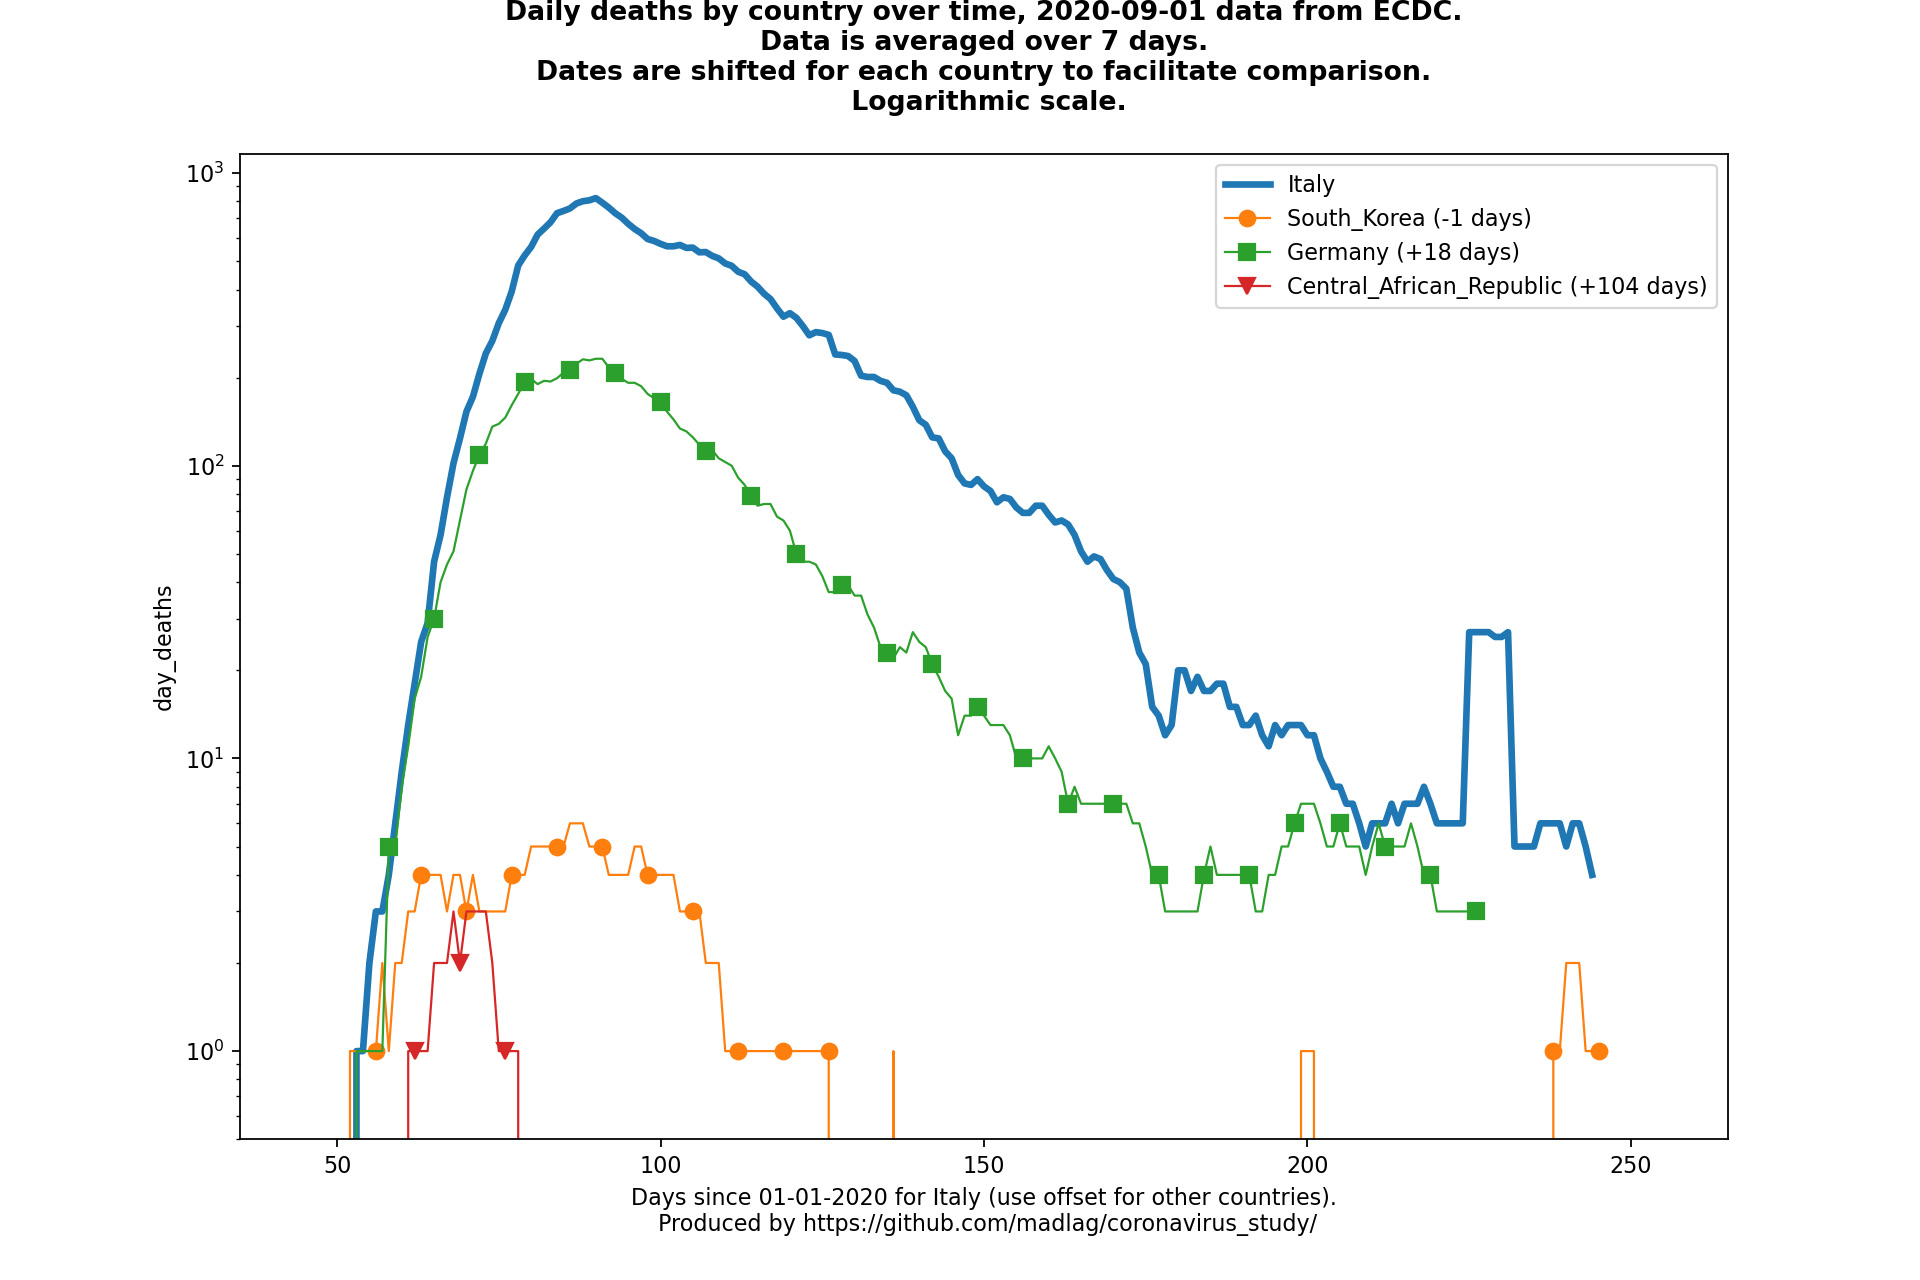 Daily deaths by country over time, 2020-09-01 data from ECDC.
Data is averaged over 7 days.
Dates are shifted for each country to facilitate comparison.
Logarithmic scale.
10³
10²
10¹
10⁰
day_deaths
Italy
South_Korea (-1 days)
Germany (+18 days)
Central_African_Republic (+104 days)
50 100 150 200 250
Days since 01-01-2020 for Italy (use offset for other countries).
Produced by https://github.com/madlag/coronavirus_study/